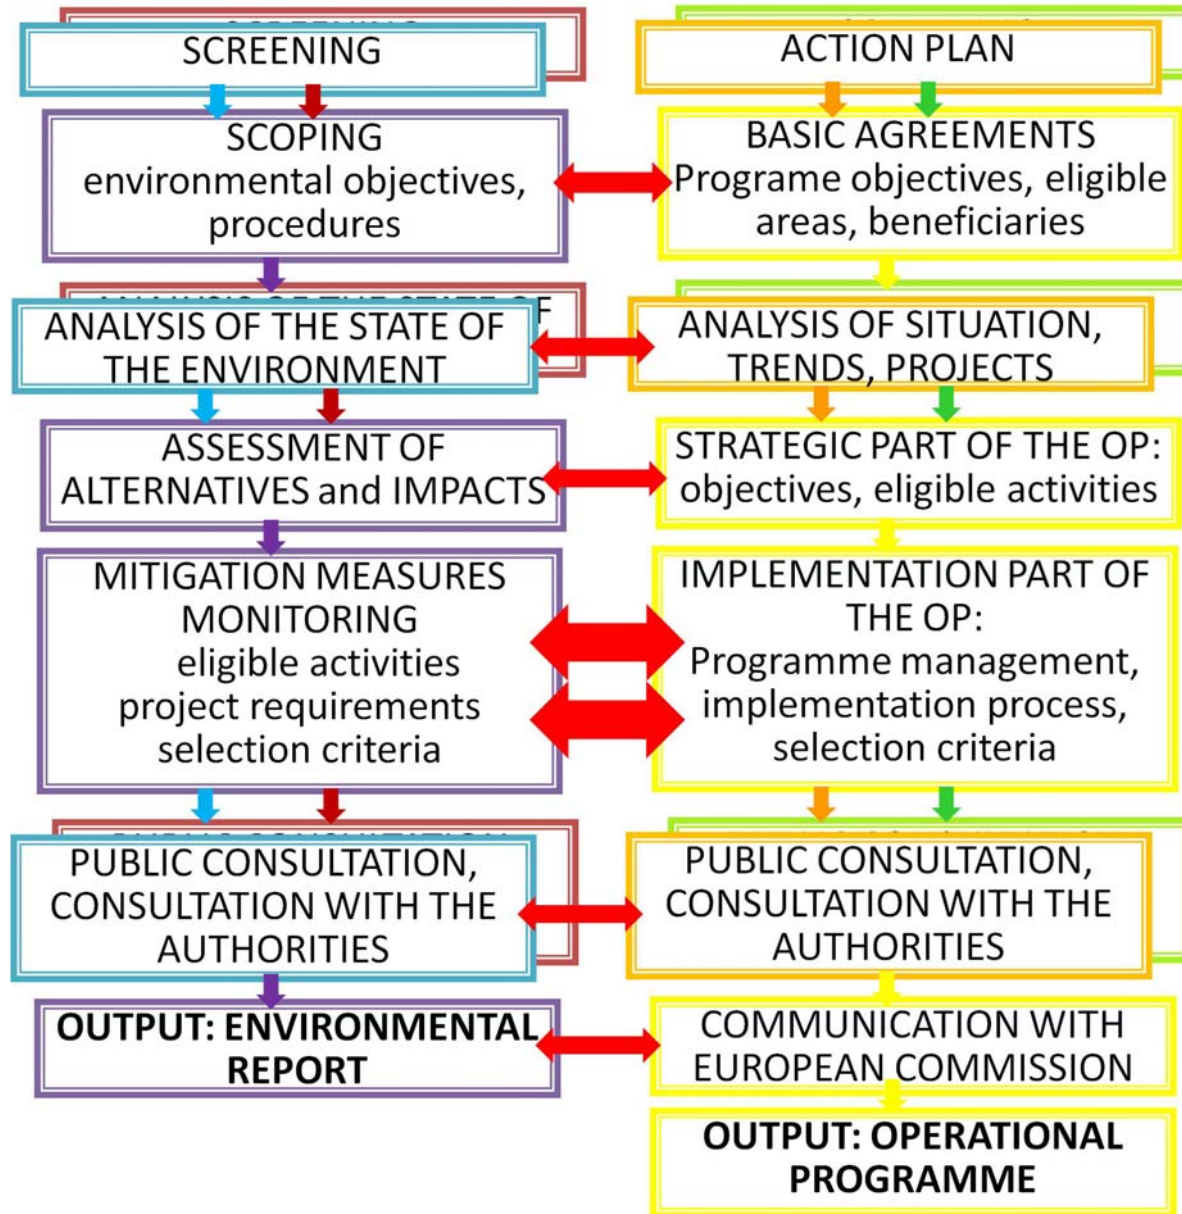 SCREENING
SCOPING
environmental objectives,
procedures
ANALYSIS OF THE STATE OF
THE ENVIRONMENT
ASSESSMENT OF
ALTERNATIVES and IMPACTS
MITIGATION MEASURES
MONITORING
eligible activities
project requirements
selection criteria
PUBLIC CONSULTATION,
CONSULTATION WITH THE
AUTHORITIES
OUTPUT: ENVIRONMENTAL
REPORT
ACTION PLAN
BASIC AGREEMENTS
Programe objectives, eligible
areas, beneficiaries
ANALYSIS OF SITUATION,
TRENDS, PROJECTS
STRATEGIC PART OF THE OP:
objectives, eligible activities
IMPLEMENTATION PART OF
THE OP:
Programme management,
implementation process,
selection criteria
PUBLIC CONSULTATION,
CONSULTATION WITH THE
AUTHORITIES
COMMUNICATION WITH
EUROPEAN COMMISSION
OUTPUT: OPERATIONAL
PROGRAMME